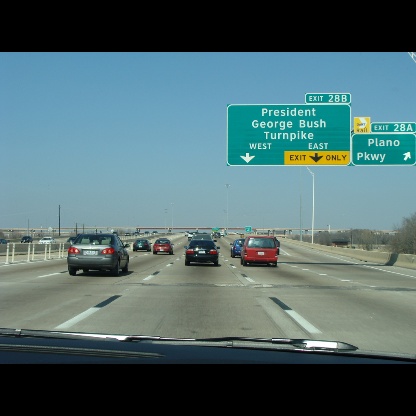 EXIT 28B
President
George Bush
Turnpike
WEST EAST
EXIT ONLY
EXIT 28A
Plano
Pkwy